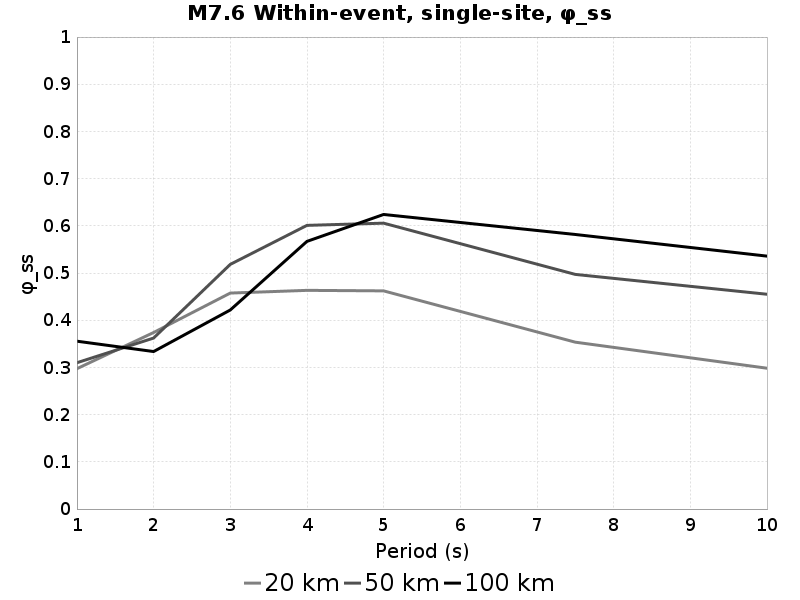 M7.6 Within-event, single-site, φ_ss
1
0.9
0.8
0.7
0.6
0.5
0.4
0.3
0.2
0.1
0
φ_ss
1 2 3 4 5 6 7 8 9 10
Period (s)
20 km 50 km 100 km